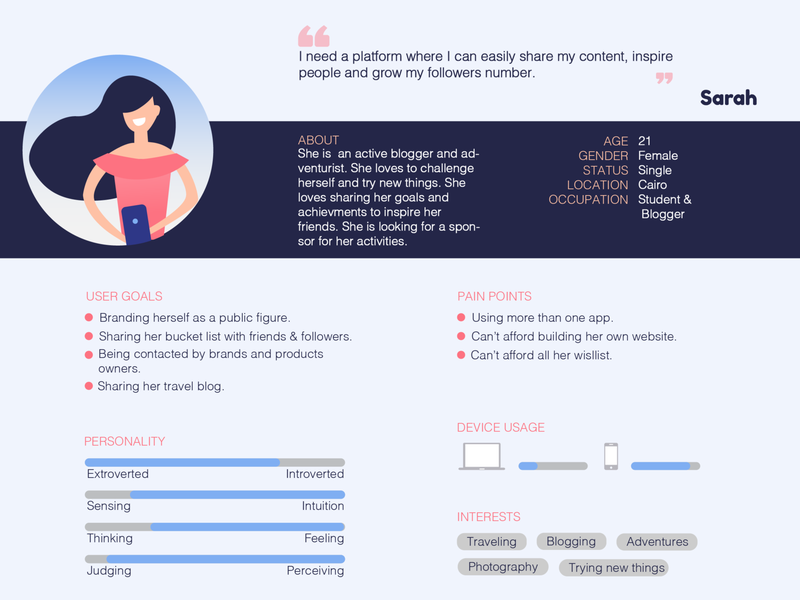 I need a platform where I can easily share my content, inspire
people and grow my followers number.
Sarah
ABOUT
She is  an active blogger and ad-
venturist. She loves to challenge
herself and try new things. She
loves sharing her goals and
achievments to inspire her
friends. She is looking for a spon-
sor for her activities.
AGE 21
GENDER Female
STATUS Single
LOCATION Cairo
OCCUPATION Student &
Blogger
USER GOALS
Branding herself as a public figure.
Sharing her bucket list with friends & followers.
Being contacted by brands and products
owners.
Sharing her travel blog.
PAIN POINTS
Using more than one app.
Can't afford building her own website.
Can't afford all her wisllist.
PERSONALITY
Extroverted Introverted
Sensing Intuition
Thinking Feeling
Judging Perceiving
DEVICE USAGE
INTERESTS
Traveling Blogging Adventures
Photography Trying new things